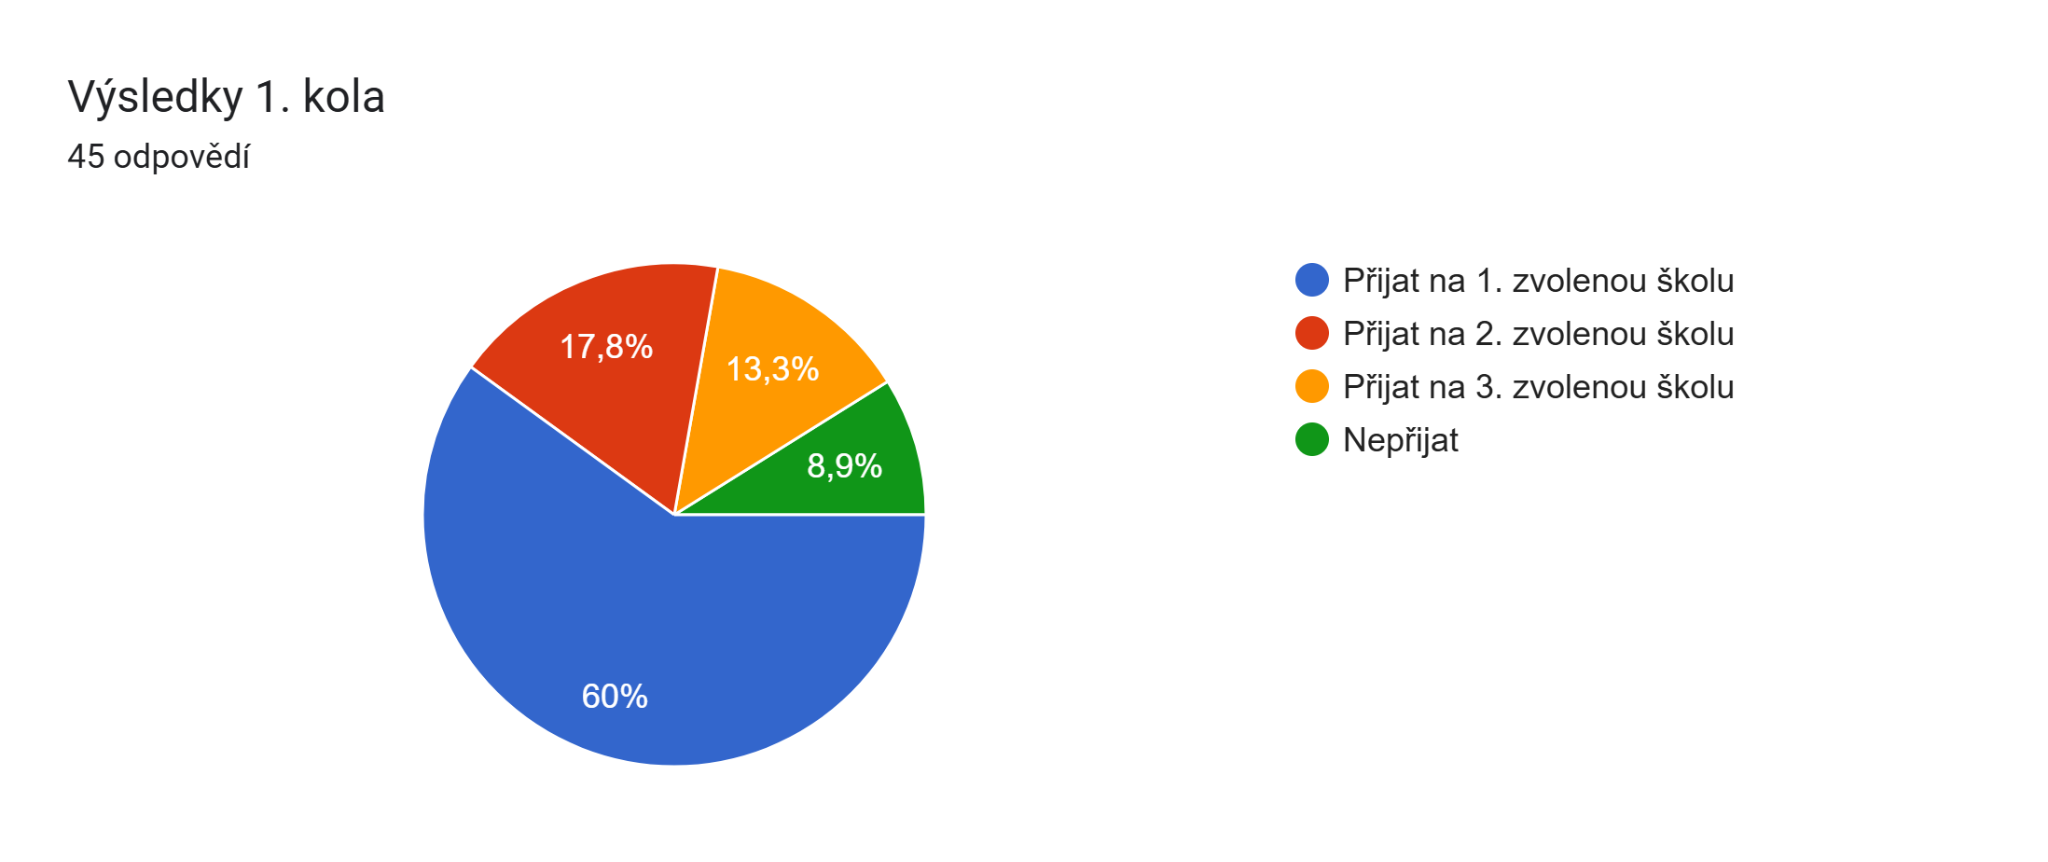 Výsledky 1. kola
45 odpovědí
17,8%
13,3%
8,9%
60%
Přijat na 1. zvolenou školu
Přijat na 2. zvolenou školu
Přijat na 3. zvolenou školu
Nepřijat